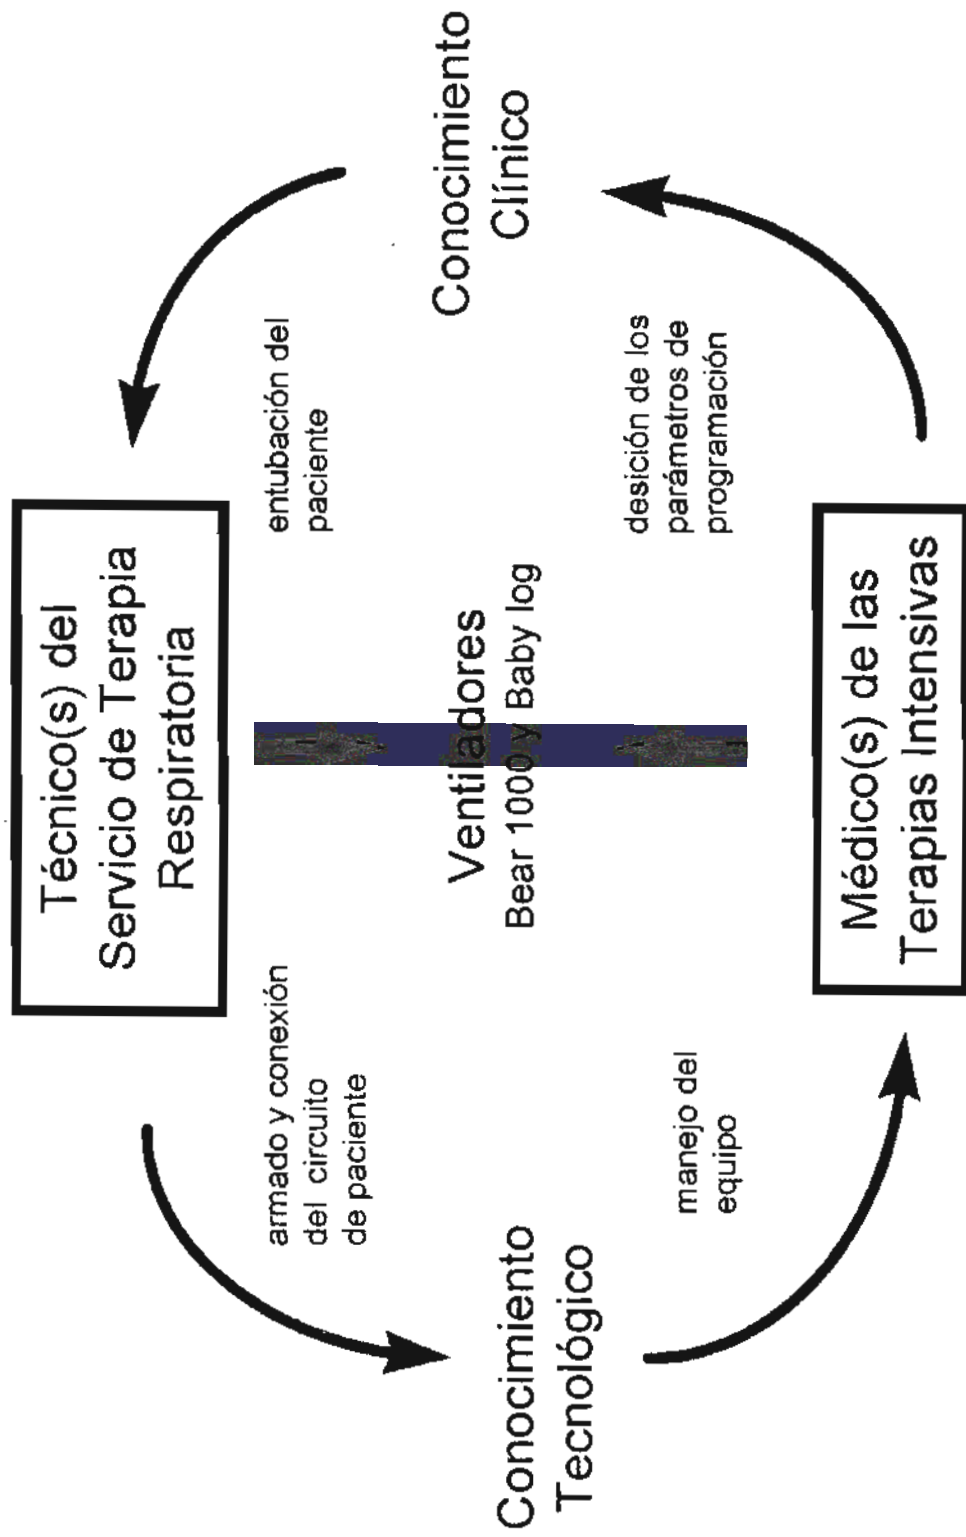 Técnico(s) del
Servicio de Terapia
Respiratoria
armado y conexión
del circuito
de paciente
entubación del
paciente
Conocimiento
Tecnológico
Ventiladores
Bear 1000 y Baby log
Conocimiento
Clínico
manejo del
equipo
desición de los
parámetros de
programación
Médico(s) de las
Terapias Intensivas